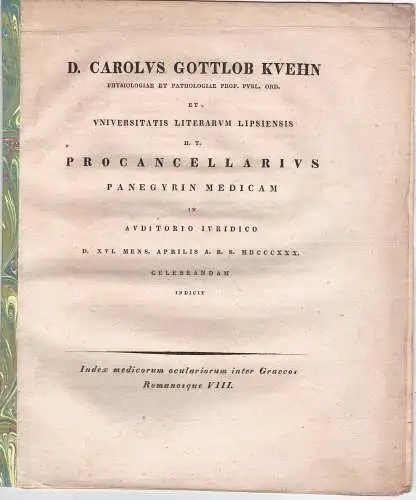 D. CAROLVS GOTTLOB KVEHN
PHYSIOLOGIAE ET PATHOLOGIAE PROF. PVBL. ORD.
ET
VNIVERSITATIS LITERARVM LIPSIENSIS
H. T.
PROCANCELLARIVS
PANEGYRIN MEDICAM
IN
AVDITORIO IVRIDICO
D. XVI. MENS. APRILIS A. R. S. MDCCCXXX.
CELEBRANDAM
INDICIT
Index medicorum oculariorum inter Graecos
Romanosque VIII.